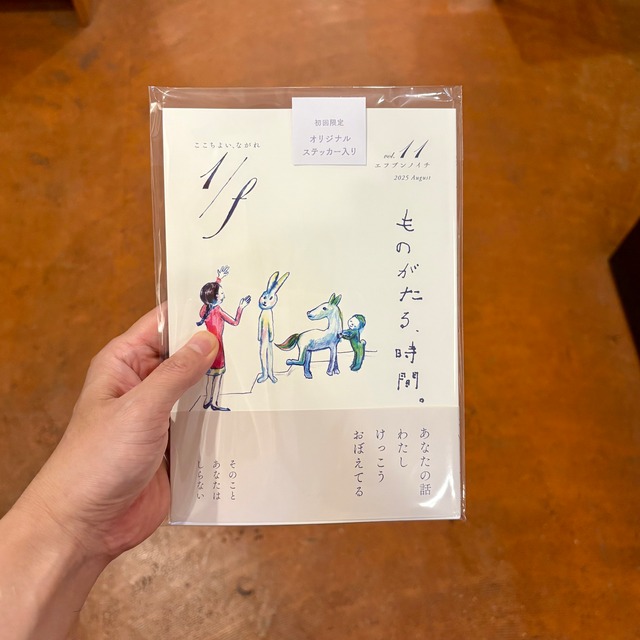 初回限定
オリジナル
ステッカー入り
ここちよい、ながれ
1/f
vol. 11
エフブンノイチ
2025 August
ものがたる、時間。
あなたの話
わたし
けっこう
おぼえてる
そのこと
あなたは
しらない